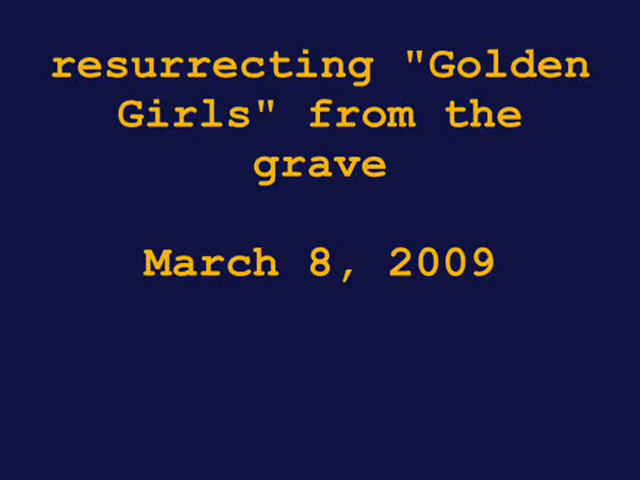 resurrecting "Golden
Girls" from the
grave
March 8, 2009